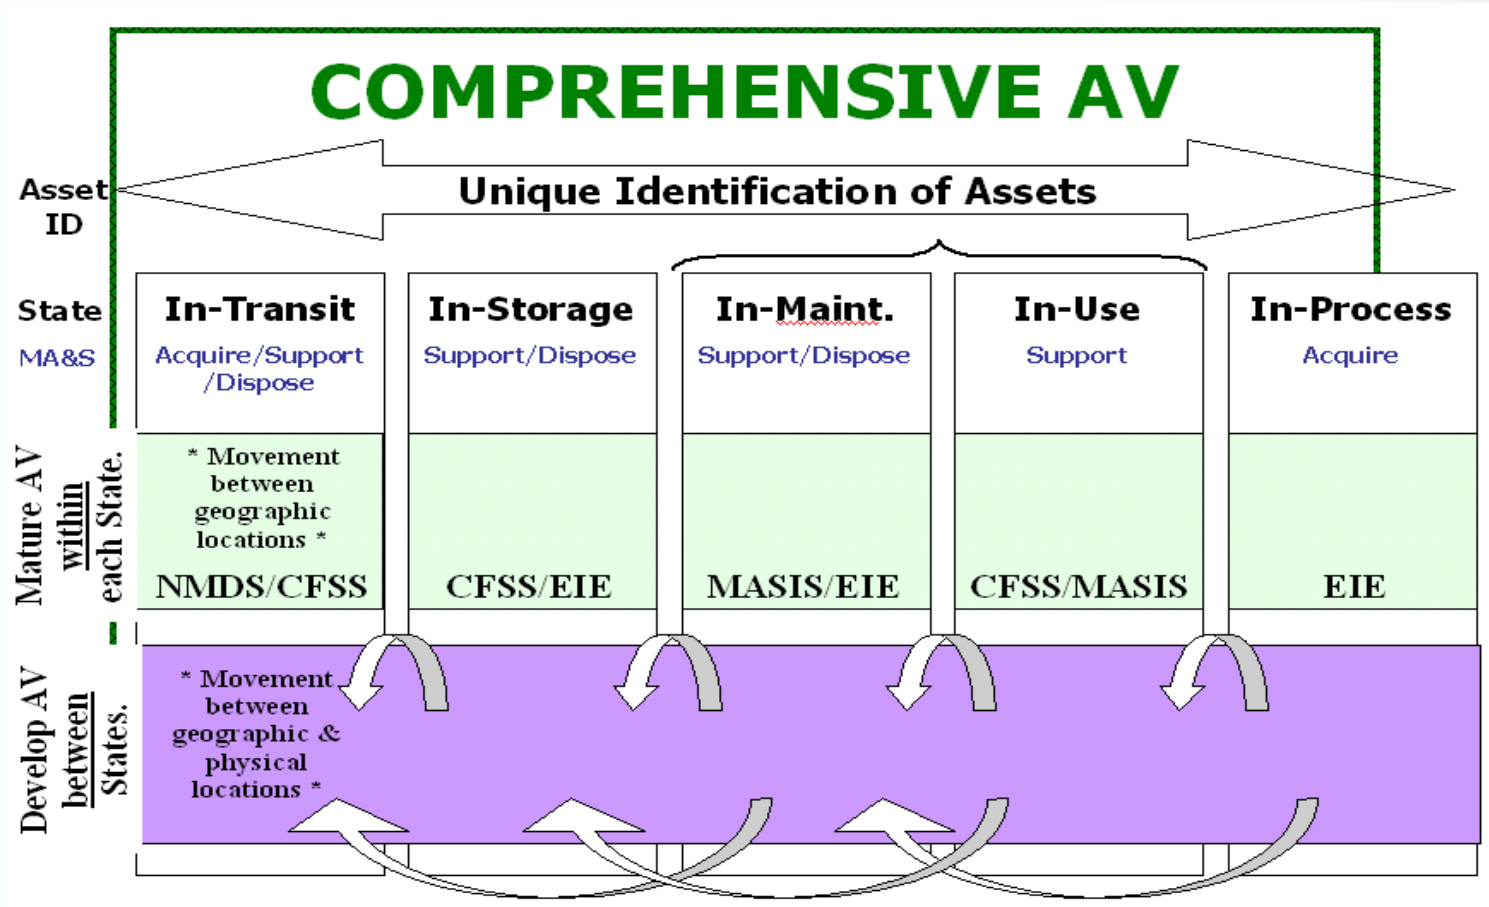 COMPREHENSIVE AV
Asset
ID
Unique Identification of Assets
State
MA&S
In-Transit
Acquire/Support
/Dispose
In-Storage
Support/Dispose
In-Maint.
Support/Dispose
In-Use
Support
In-Process
Acquire
Mature AV
within
each State.
* Movement
between
geographic
locations *
NMDS/CFSS
CFSS/EIE
MASIS/EIE
CFSS/MASIS
EIE
Develop AV
between
States.
* Movement
between
geographic &
physical
locations *